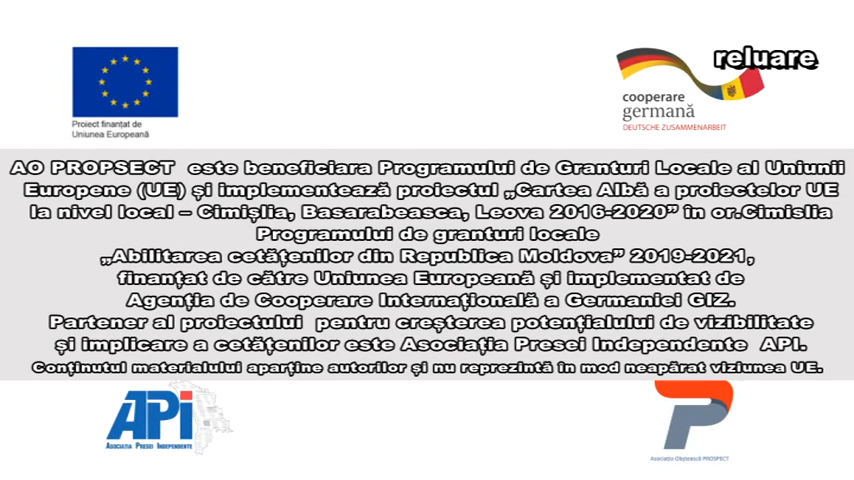 reluare
Proiect finanțat de
Uniunea Europeană
cooperare
germană
DEUTSCHE ZUSAMMENARBEIT
AO PROPSECT este beneficiara Programului de Granturi Locale al Uniunii
Europene (UE) și implementează proiectul „Cartea Albă a proiectelor UE
la nivel local – Cimișlia, Basarabeasca, Leova 2016-2020” în or.Cimislia
Programului de granturi locale
„Abilitarea cetățenilor din Republica Moldova” 2019-2021,
finanțat de către Uniunea Europeană și implementat de
Agenția de Cooperare Internațională a Germaniei GIZ.
Partener al proiectului pentru creșterea potențialului de vizibilitate
și implicare a cetățenilor este Asociația Presei Independente API.
Conținutul materialului aparține autorilor și nu reprezintă în mod neapărat viziunea UE.
APi
ASOCIAȚIA PRESEI INDEPENDENTE
P
Asociația Obștească PROSPECT